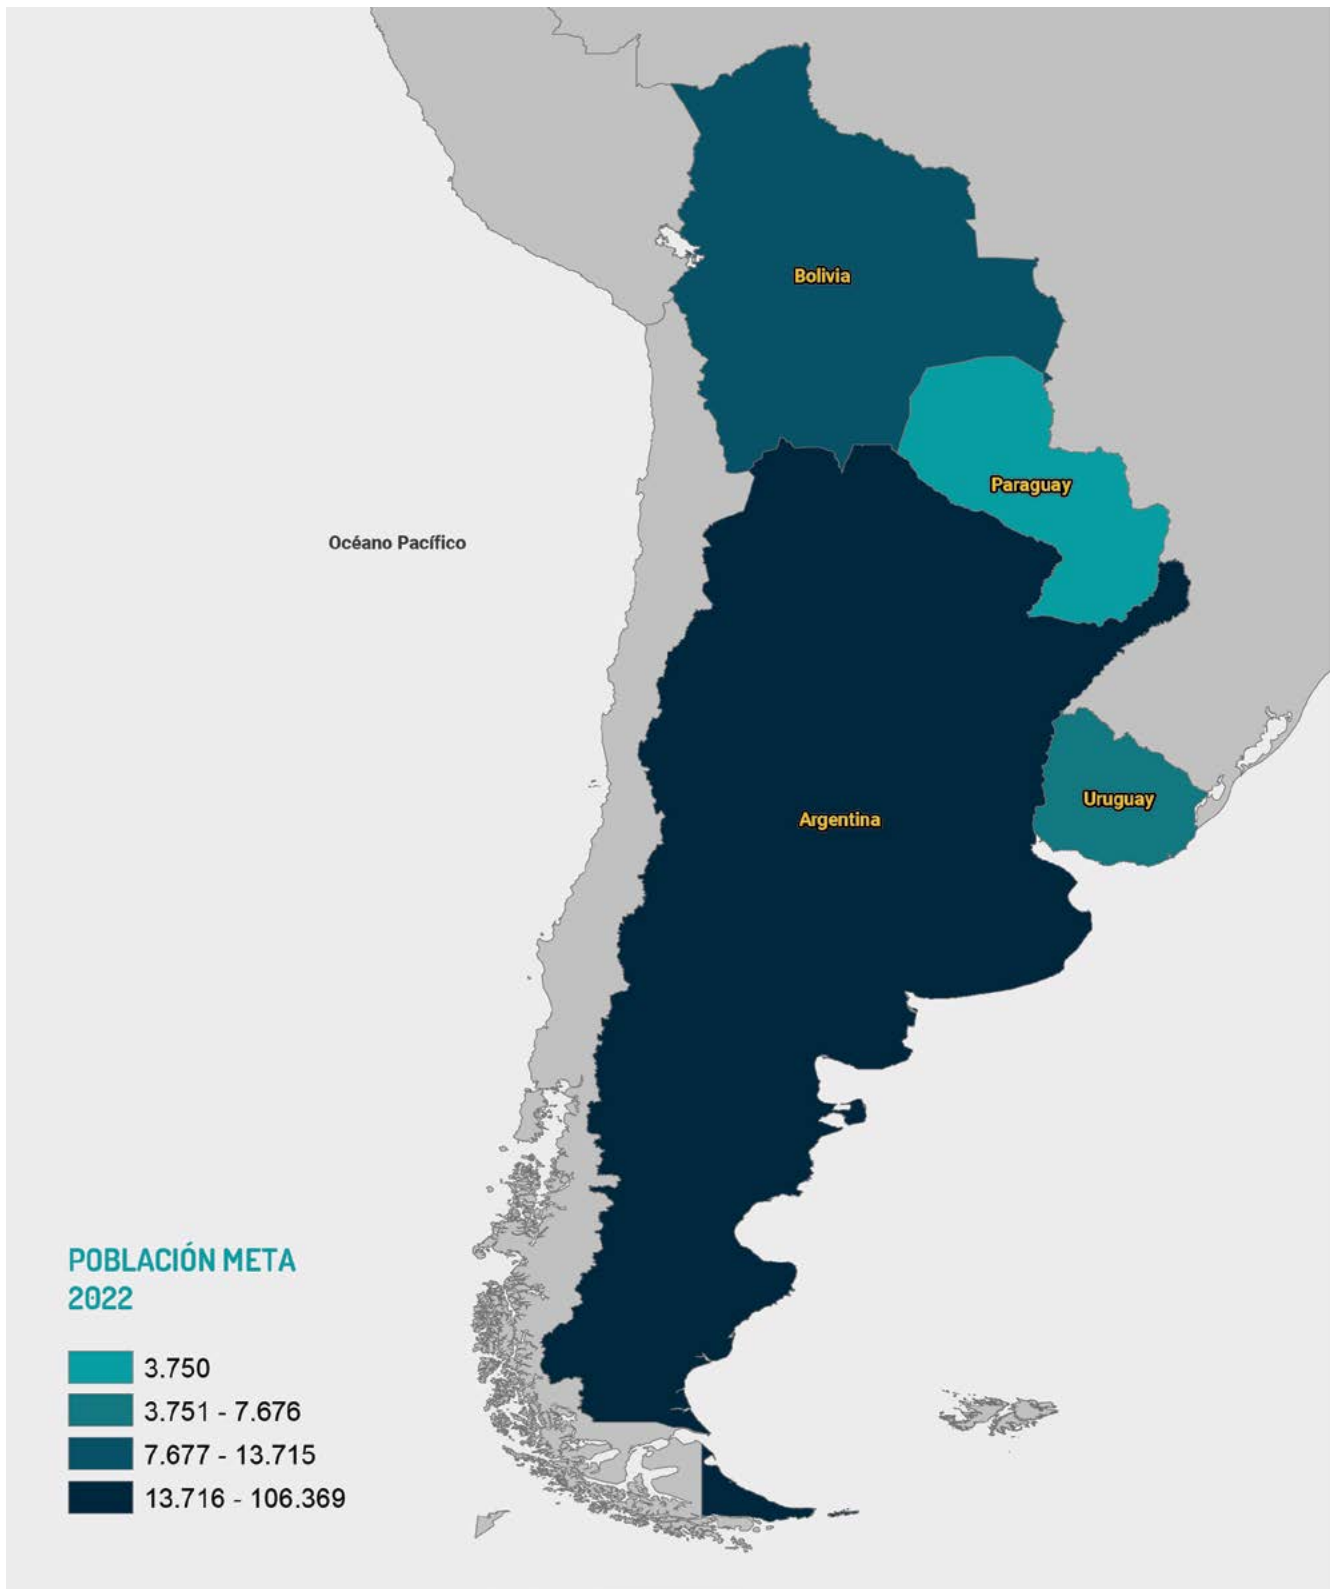 Bolivia
Paraguay
Océano Pacífico
Uruguay
Argentina
POBLACIÓN META
2022
3.750
3.751 - 7.676
7.677 - 13.715
13.716 - 106.369